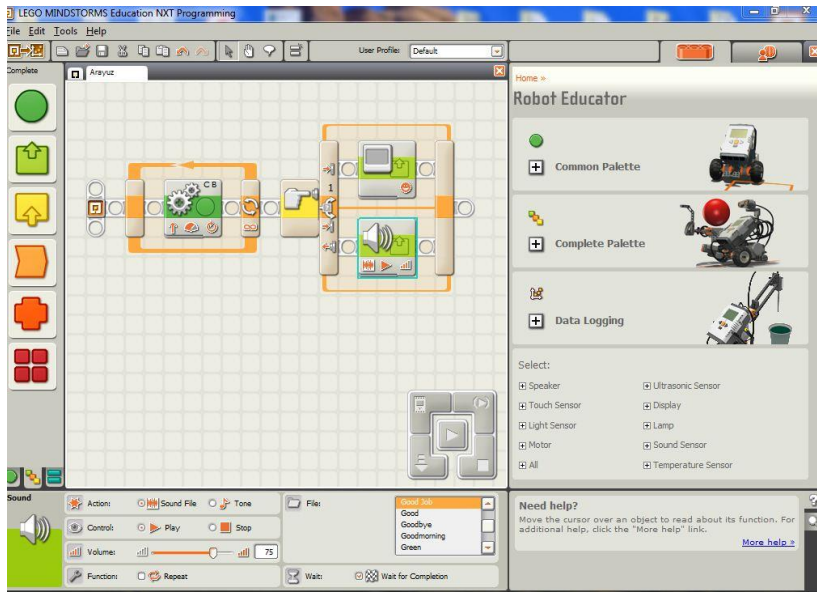 LEGO MINDSTORMS Education NXT Programming
File Edit Tools Help
User Profile: Default
Complete
Arayuz
C B
1
Home »
Robot Educator
Common Palette
Complete Palette
Data Logging
Select:
Speaker
Ultrasonic Sensor
Touch Sensor
Display
Light Sensor
Lamp
Motor
Sound Sensor
All
Temperature Sensor
Sound
Action: Sound File Tone
Control: Play Stop
Volume: 75
Function: Repeat
File:
Good Job
Good
Goodbye
Goodmorning
Green
Wait: Wait for Completion
Need help?
Move the cursor over an object to read about its function. For
additional help, click the "More help" link.
More help »